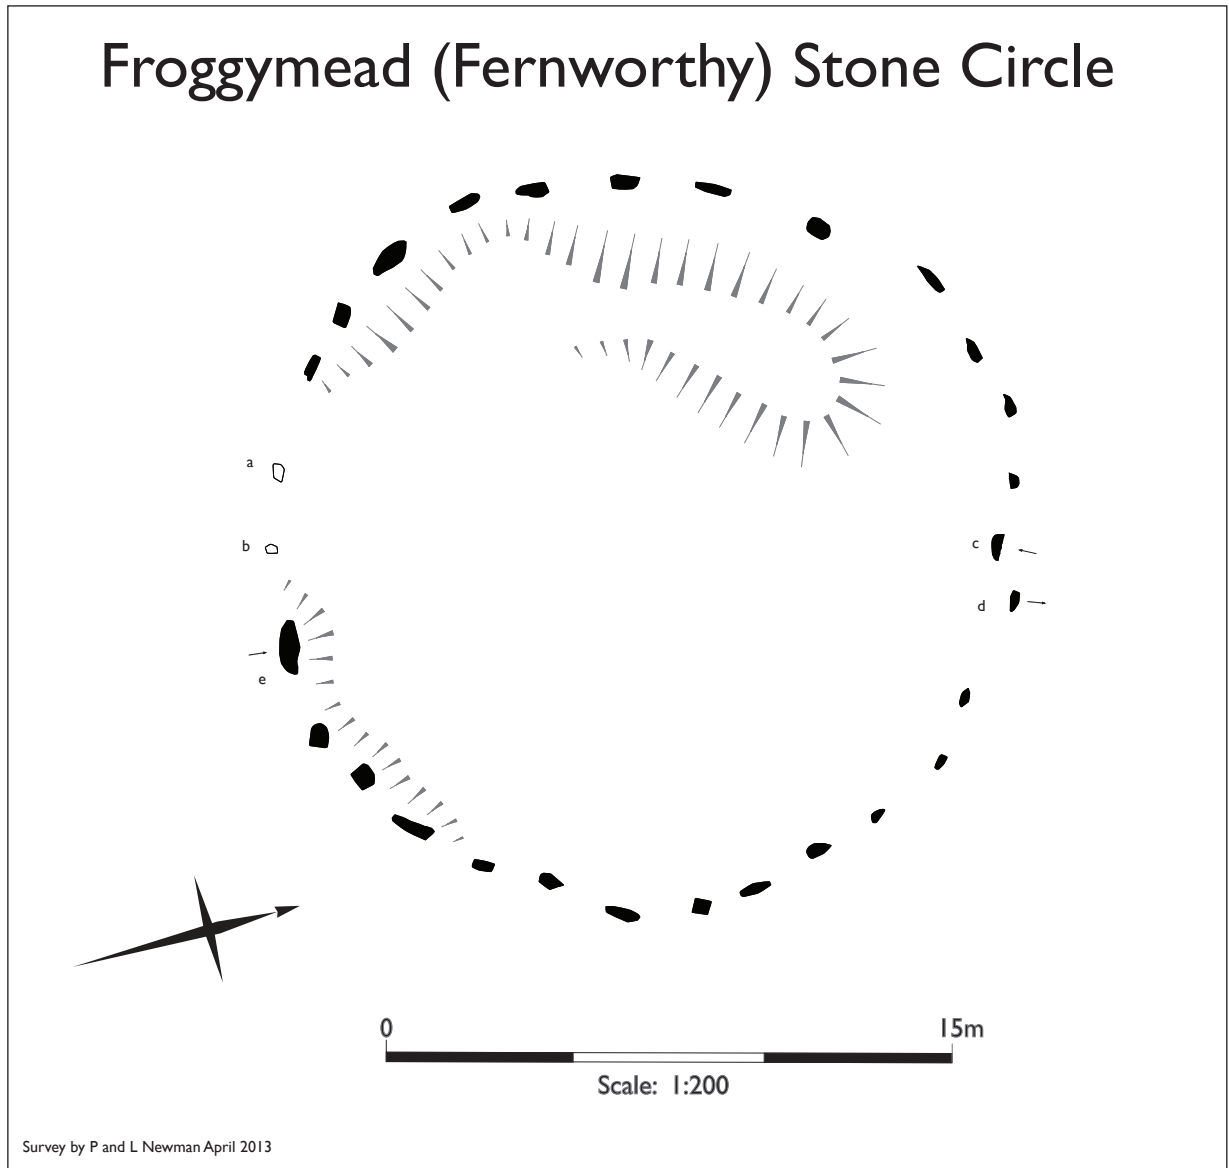 Froggymead (Fernworthy) Stone Circle
a
b
c
d
e
0 15m
Scale: 1:200
Survey by P and L Newman April 2013